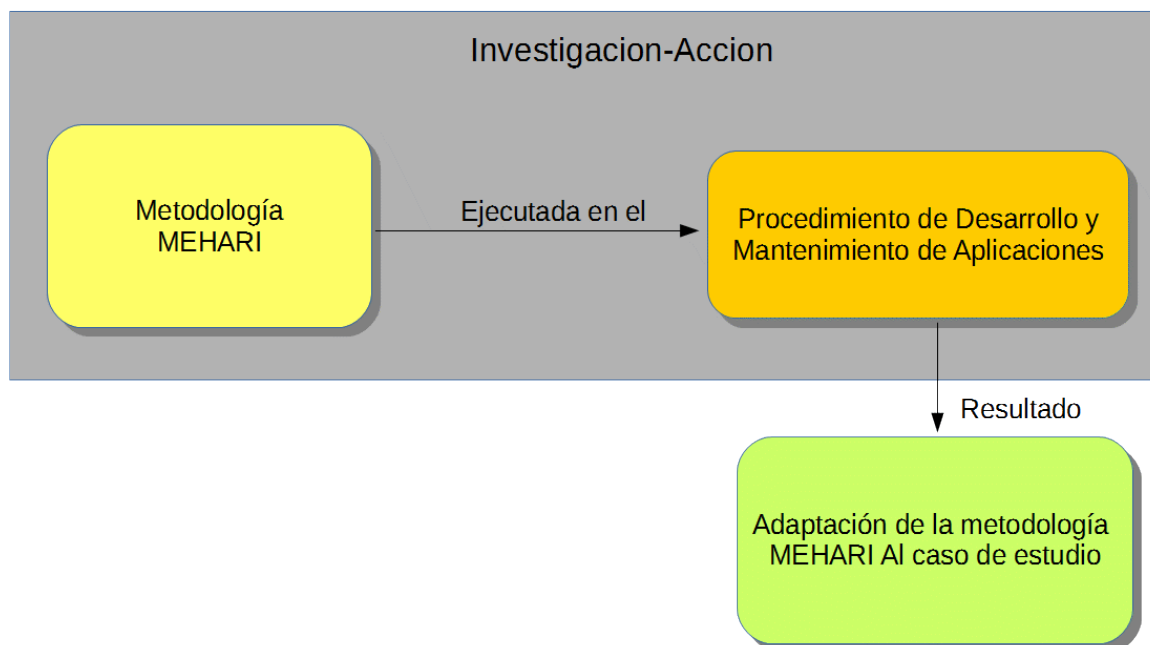 Investigacion-Accion
Metodología
MEHARI
Ejecutada en el
Procedimiento de Desarrollo y
Mantenimiento de Aplicaciones
Resultado
Adaptación de la metodología
MEHARI Al caso de estudio